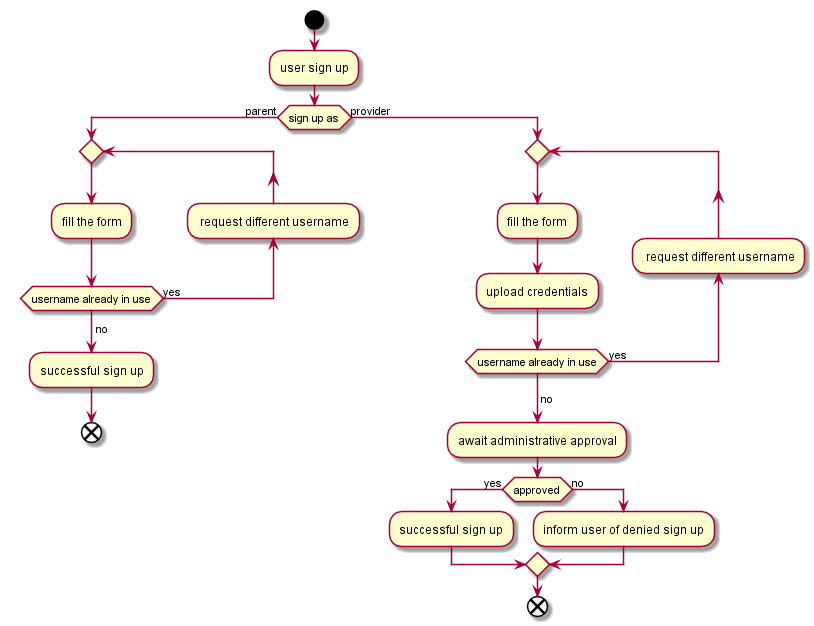 user sign up
parent
sign up as
provider
fill the form
request different username
username already in use
yes
no
successful sign up
fill the form
request different username
upload credentials
username already in use
yes
no
await administrative approval
yes
approved
no
successful sign up
inform user of denied sign up